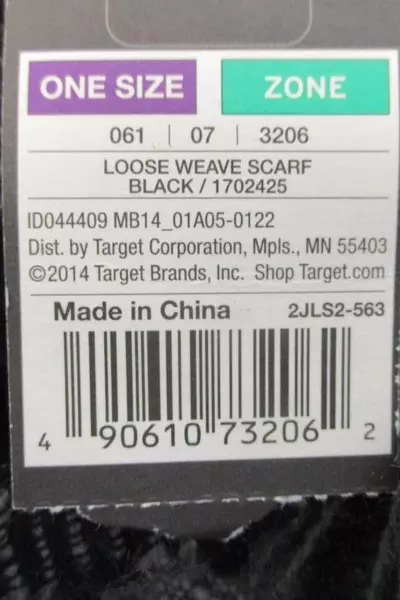 ONE SIZE ZONE
061 | 07 | 3206
LOOSE WEAVE SCARF
BLACK / 1702425
ID044409 MB14_01A05-0122
Dist. by Target Corporation, Mpls., MN 55403
©2014 Target Brands, Inc. Shop Target.com
Made in China 2JLS2-563
4 90610 73206 2